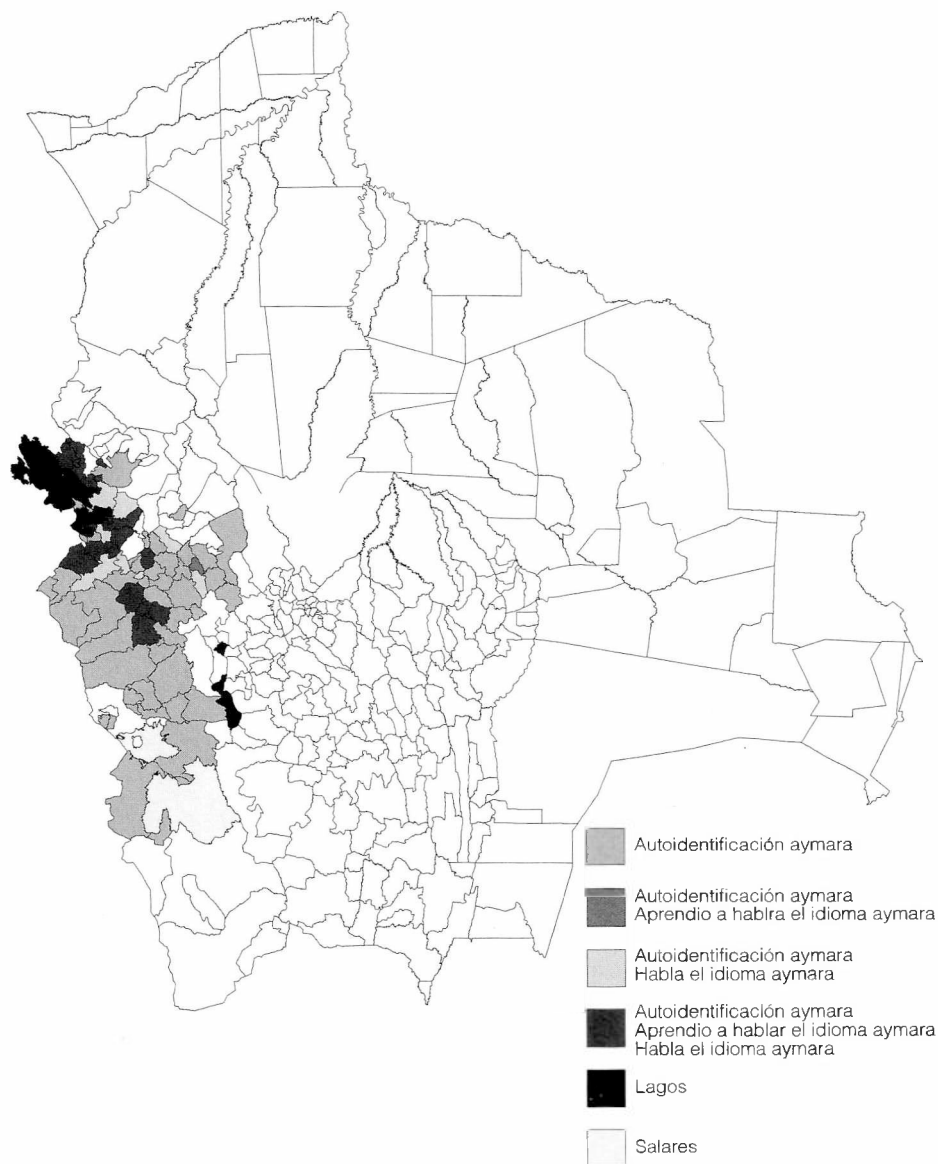 Autoidentificación aymara
Autoidentificación aymara
Aprendio a hablra el idioma aymara
Autoidentificación aymara
Habla el idioma aymara
Autoidentificación aymara
Aprendio a hablar el idioma aymara
Habla el idioma aymara
Lagos
Salares